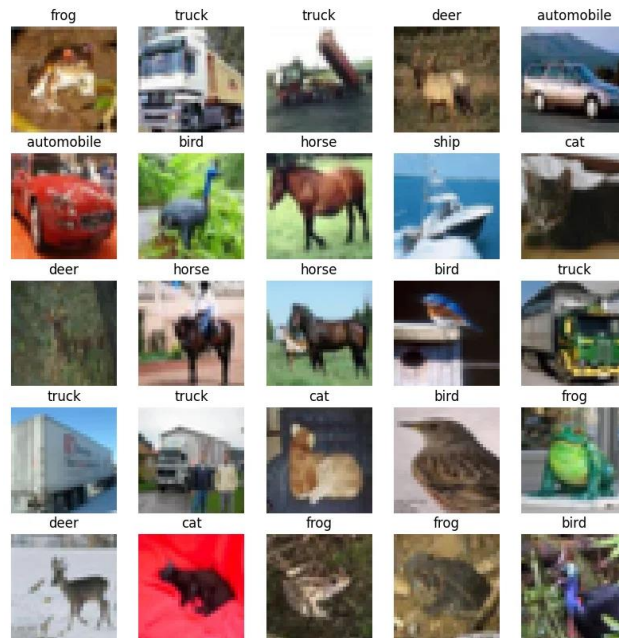 frog truck truck deer automobile
automobile bird horse ship cat
deer horse horse bird truck
truck truck cat bird frog
deer cat frog frog bird